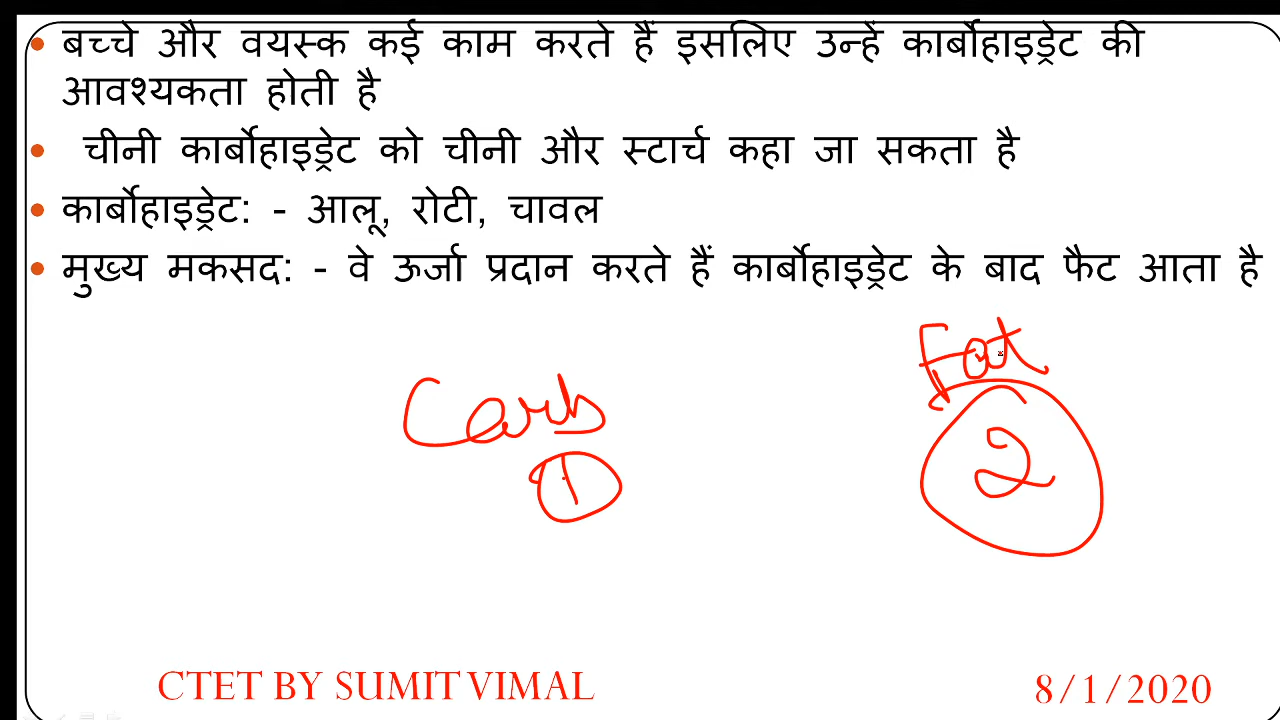 बच्चे और वयस्क कई काम करते हैं इसलिए उन्हें कार्बोहाइड्रेट की
आवश्यकता होती है
चीनी कार्बोहाइड्रेट को चीनी और स्टार्च कहा जा सकता है
कार्बोहाइड्रेट: - आलू, रोटी, चावल
मुख्य मकसद: - वे ऊर्जा प्रदान करते हैं कार्बोहाइड्रेट के बाद फैट आता है
Fat
Carb
1
2
CTET BY SUMIT VIMAL
8/1/2020